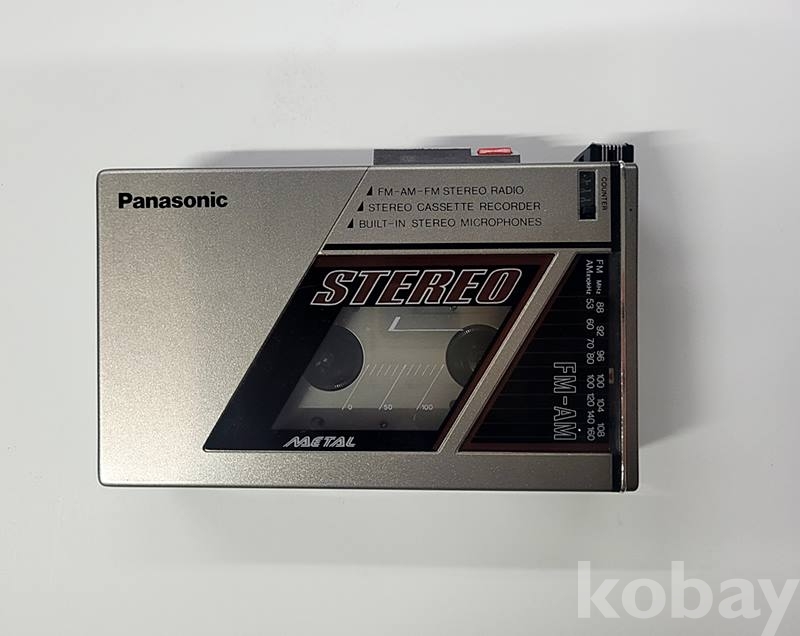 Panasonic
FM-AM-FM STEREO RADIO
STEREO CASSETTE RECORDER
BUILT-IN STEREO MICROPHONES
COUNTER
STEREO
0 50 100
METAL
FM MHz 88 92 96 100 104 108
AM x10kHz 53 60 70 80 100 120 140 160
FM-AM
kobay